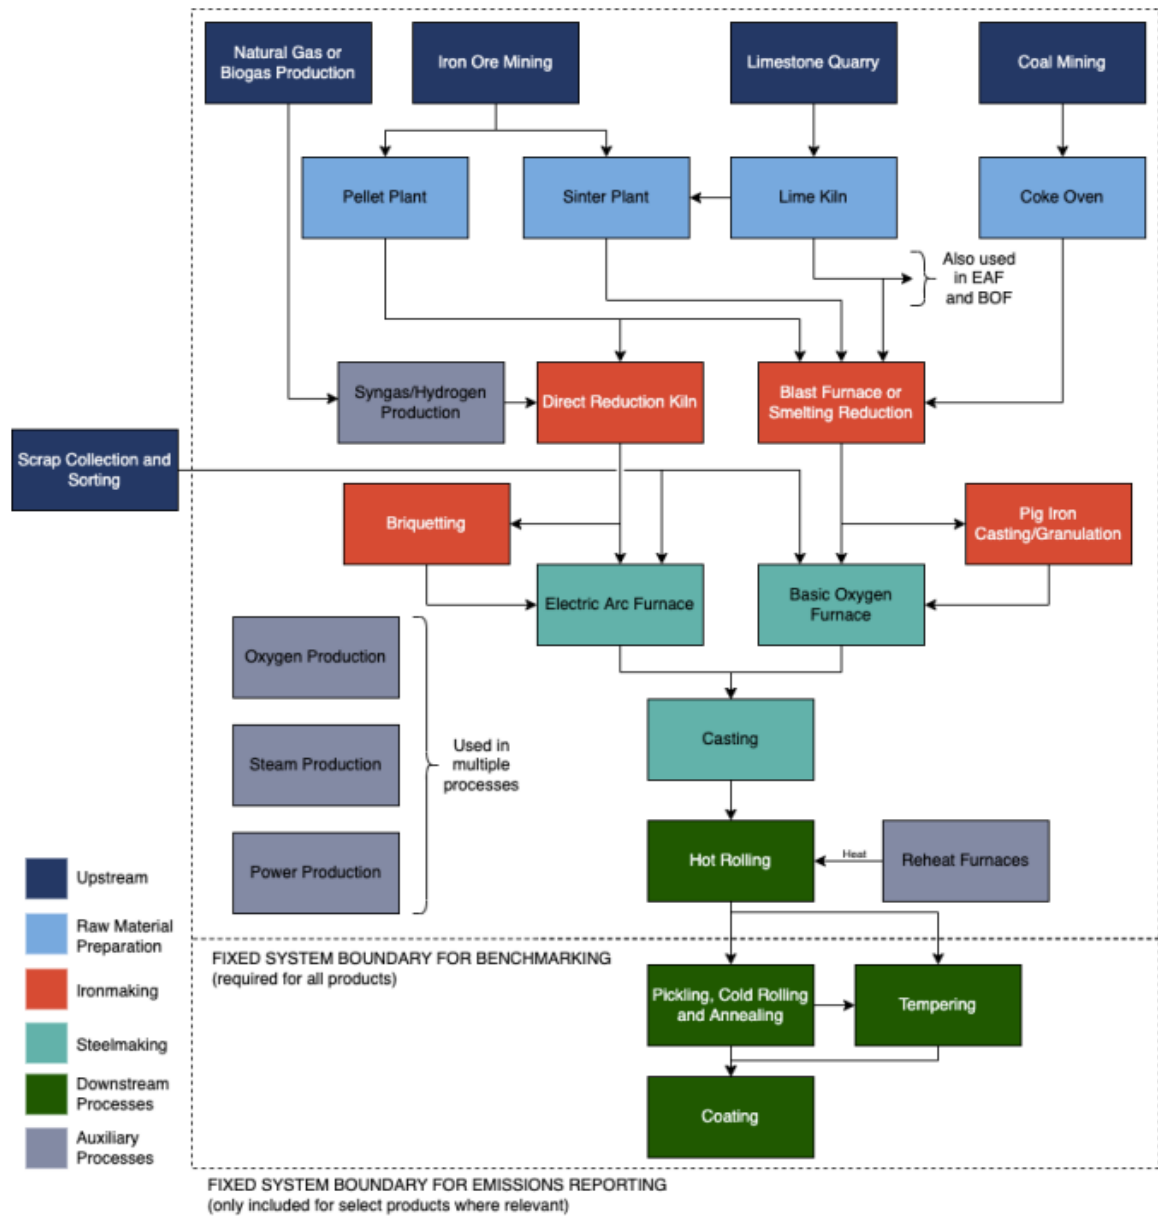 Natural Gas or
Biogas Production
Iron Ore Mining
Limestone Quarry
Coal Mining
Pellet Plant
Sinter Plant
Lime Kiln
Coke Oven
Also used
in EAF
and BOF
Syngas/Hydrogen
Production
Direct Reduction Kiln
Blast Furnace or
Smelting Reduction
Scrap Collection and
Sorting
Briquetting
Pig Iron
Casting/Granulation
Electric Arc Furnace
Basic Oxygen
Furnace
Oxygen Production
Steam Production
Power Production
Used in
multiple
processes
Casting
Hot Rolling
Heat
Reheat Furnaces
Upstream
Raw Material
Preparation
Ironmaking
Steelmaking
Downstream
Processes
Auxiliary
Processes
FIXED SYSTEM BOUNDARY FOR BENCHMARKING
(required for all products)
Pickling, Cold Rolling
and Annealing
Tempering
Coating
FIXED SYSTEM BOUNDARY FOR EMISSIONS REPORTING
(only included for select products where relevant)